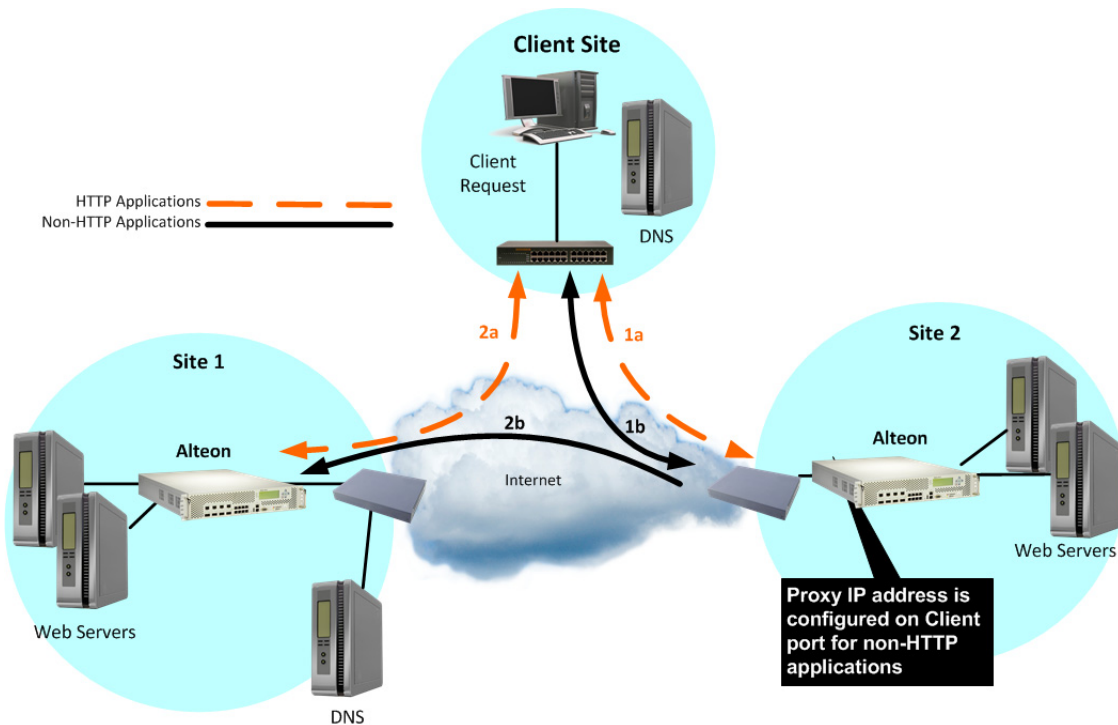 Client Site
Client
Request
DNS
HTTP Applications
Non-HTTP Applications
2a
1a
Site 1
Site 2
2b
1b
Alteon
Alteon
Internet
Web Servers
Web Servers
Proxy IP address is
configured on Client
port for non-HTTP
applications
DNS